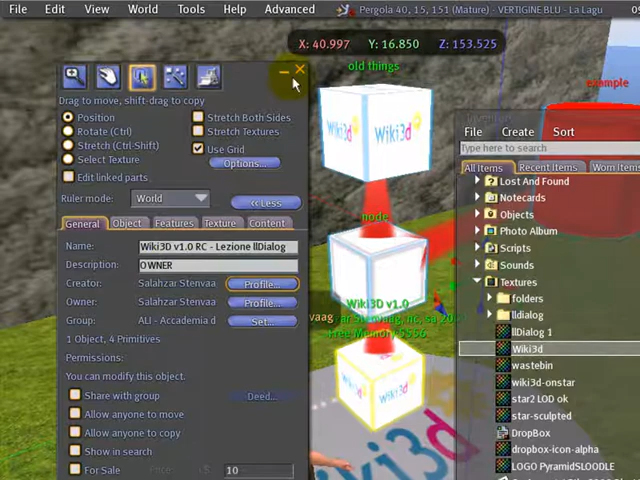 File Edit View World Tools Help Advanced Pergola 40, 15, 151 (Mature) - VERTIGINE BLU - La Lagu
X: 40.997 Y: 16.850 Z: 153.525
old things
example
Drag to move, shift-drag to copy
Position
Rotate (Ctrl)
Stretch (Ctrl-Shift)
Select Texture
Edit linked parts
Stretch Both Sides
Stretch Textures
Use Grid
Options...
Ruler mode: World
<< Less
General Object Features Texture Content
Name: Wiki3D v1.0 RC - Lezione llDialog
Description: OWNER
Creator: Salahzar Stenvaa Profile...
Owner: Salahzar Stenvaa Profile...
Group: ALI - Accademia d Set...
1 Object, 4 Primitives
Permissions:
You can modify this object.
Share with group Deed...
Allow anyone to move
Allow anyone to copy
Show in search
For Sale Price: L$ 10
Wiki3d
Wiki3d
node
Wiki3D v1.0
Free Memory
wiki3d
wiki3d
wiki3d
Inventory
File Create Sort
Type here to search
All Items Recent Items Worn Items
Lost And Found
Notecards
Objects
Photo Album
Scripts
Sounds
Textures
folders
lldialog
llDialog 1
Wiki3d
wastebin
wiki3d-onstar
star2 LOD ok
star-sculpted
DropBox
dropbox-icon-alpha
LOGO PyramidSLOODLE